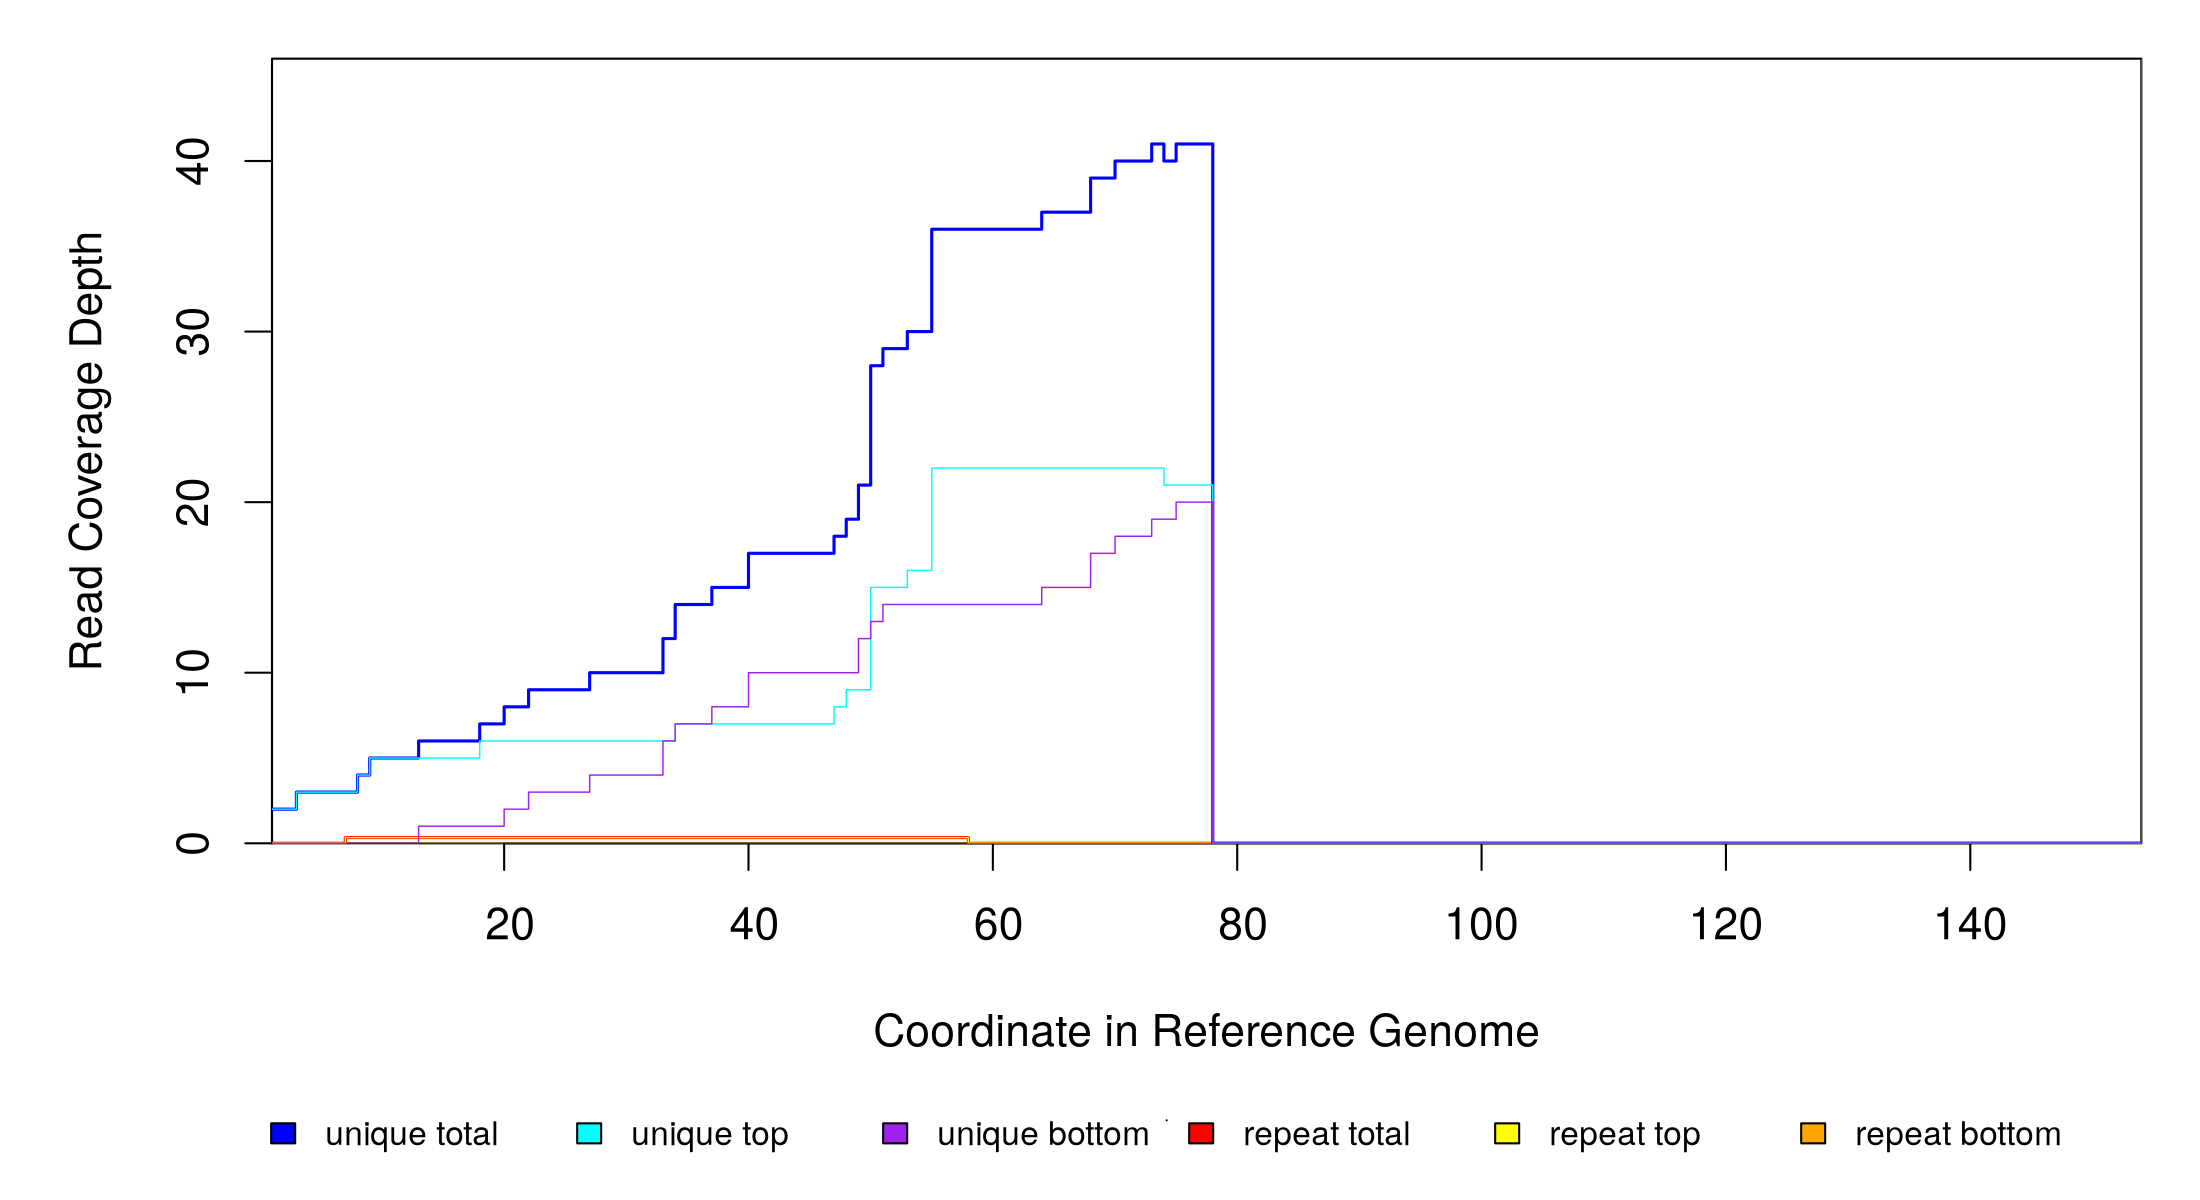 Read Coverage Depth
40
30
20
10
0
20 40 60 80 100 120 140
Coordinate in Reference Genome
unique total unique top unique bottom repeat total repeat top repeat bottom